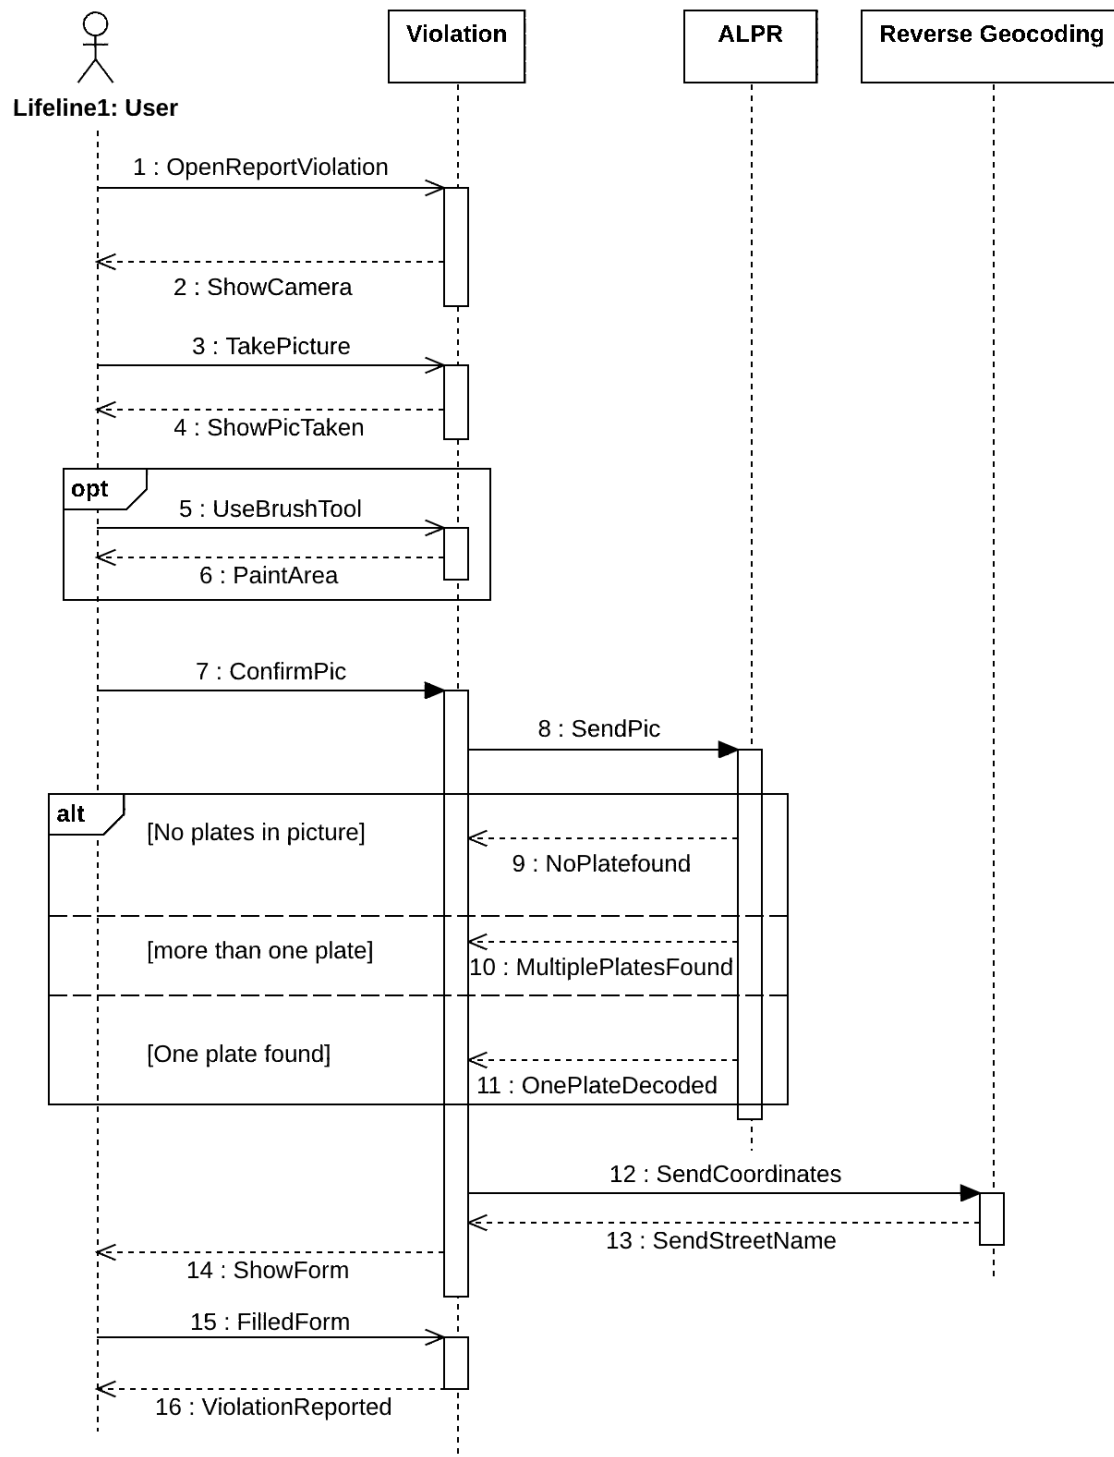 Violation
ALPR
Reverse Geocoding
Lifeline1: User
1 : OpenReportViolation
2 : ShowCamera
3 : TakePicture
4 : ShowPicTaken
opt
5 : UseBrushTool
6 : PaintArea
7 : ConfirmPic
8 : SendPic
alt
[No plates in picture]
9 : NoPlatefound
[more than one plate]
10 : MultiplePlatesFound
[One plate found]
11 : OnePlateDecoded
12 : SendCoordinates
13 : SendStreetName
14 : ShowForm
15 : FilledForm
16 : ViolationReported